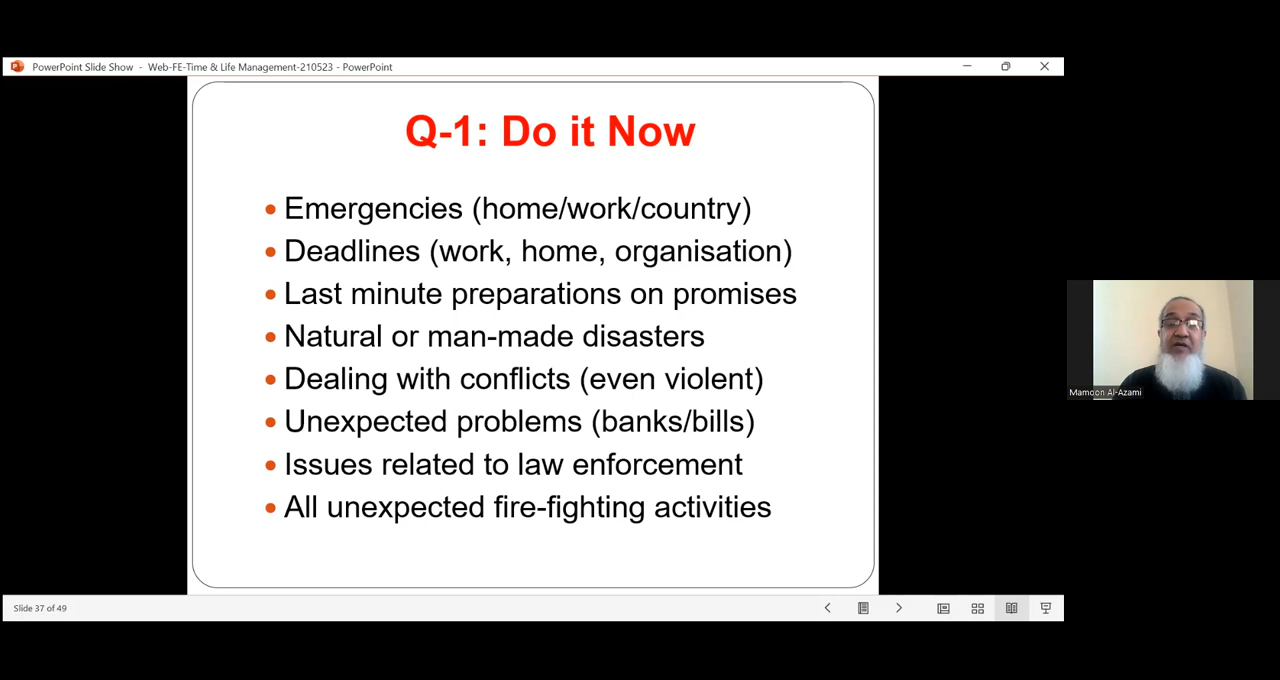 PowerPoint Slide Show - Web-FE-Time & Life Management-210523 - PowerPoint
Q-1: Do it Now
• Emergencies (home/work/country)
• Deadlines (work, home, organisation)
• Last minute preparations on promises
• Natural or man-made disasters
• Dealing with conflicts (even violent)
• Unexpected problems (banks/bills)
• Issues related to law enforcement
• All unexpected fire-fighting activities
Mamoon Al-Azami
Slide 37 of 49